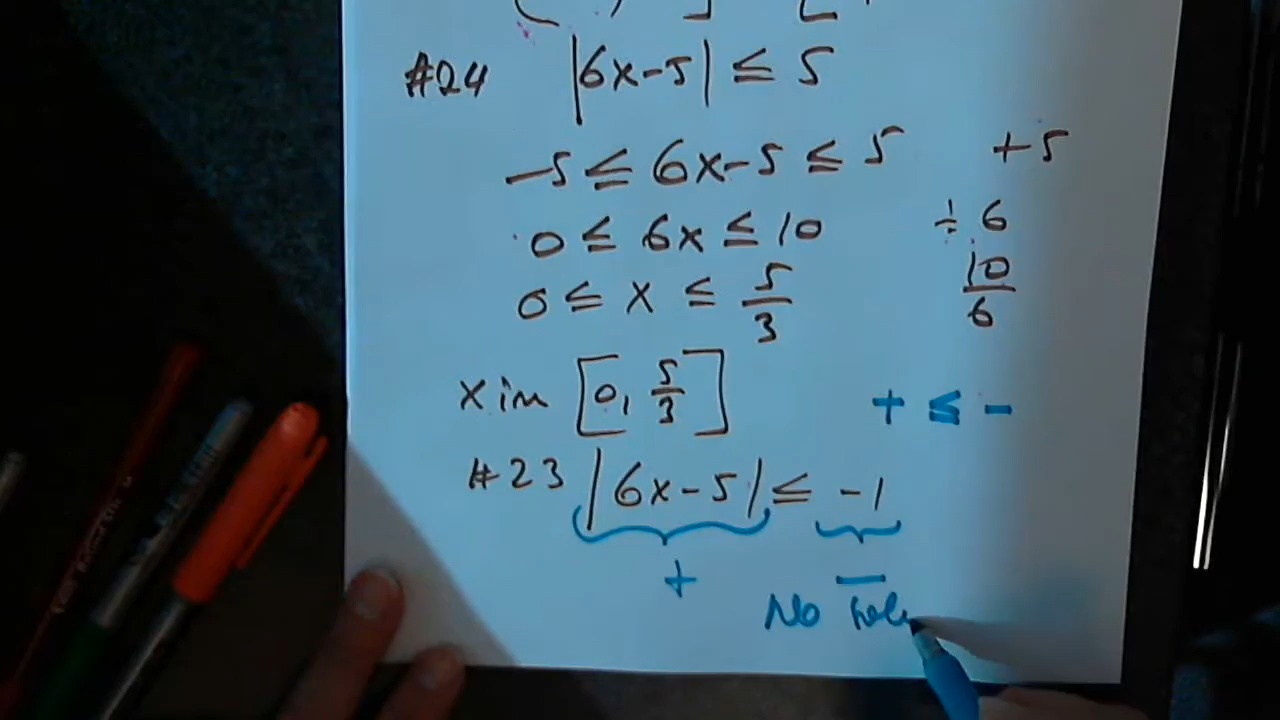 #24 |6x-5| ≤ 5
-5 ≤ 6x-5 ≤ 5 +5
0 ≤ 6x ≤ 10 ÷6
0 ≤ x ≤ 5/3 10/6
x in [0, 5/3] + ≤ -
#23 |6x-5| ≤ -1
+ -
No